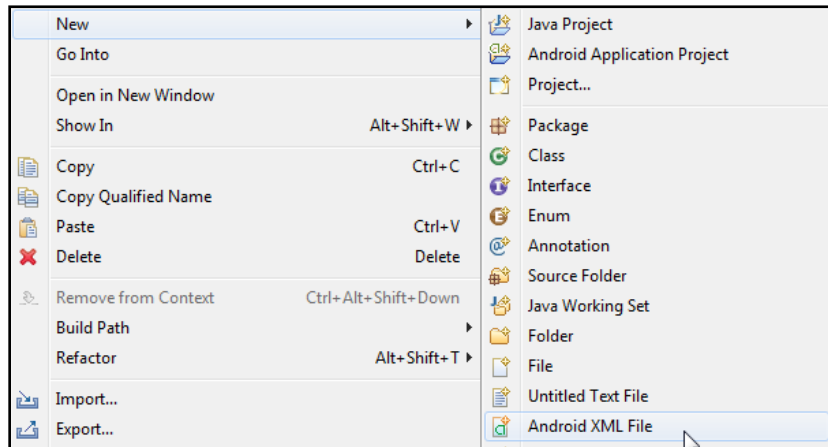 New
Go Into
Open in New Window
Show In Alt+Shift+W
Copy Ctrl+C
Copy Qualified Name
Paste Ctrl+V
Delete Delete
Remove from Context Ctrl+Alt+Shift+Down
Build Path
Refactor Alt+Shift+T
Import...
Export...
Java Project
Android Application Project
Project...
Package
Class
Interface
Enum
Annotation
Source Folder
Java Working Set
Folder
File
Untitled Text File
Android XML File